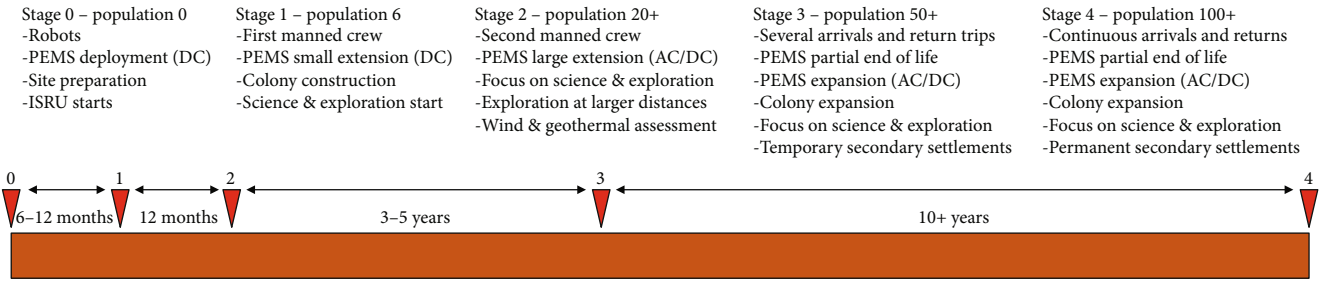 Stage 0 – population 0
-Robots
-PEMS deployment (DC)
-Site preparation
-ISRU starts
Stage 1 – population 6
-First manned crew
-PEMS small extension (DC)
-Colony construction
-Science & exploration start
Stage 2 – population 20+
-Second manned crew
-PEMS large extension (AC/DC)
-Focus on science & exploration
-Exploration at larger distances
-Wind & geothermal assessment
Stage 3 – population 50+
-Several arrivals and return trips
-PEMS partial end of life
-PEMS expansion (AC/DC)
-Colony expansion
-Focus on science & exploration
-Temporary secondary settlements
Stage 4 – population 100+
-Continuous arrivals and returns
-PEMS partial end of life
-PEMS expansion (AC/DC)
-Colony expansion
-Focus on science & exploration
-Permanent secondary settlements
0
1
2
3
4
6–12 months
12 months
3–5 years
10+ years